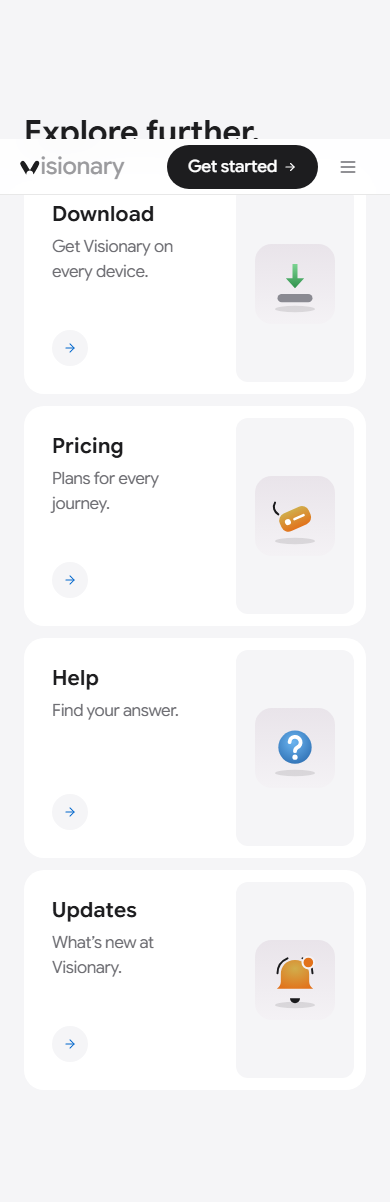 Explore further.
Visionary
Get started →
Download
Get Visionary on
every device.
Pricing
Plans for every
journey.
Help
Find your answer.
Updates
What's new at
Visionary.